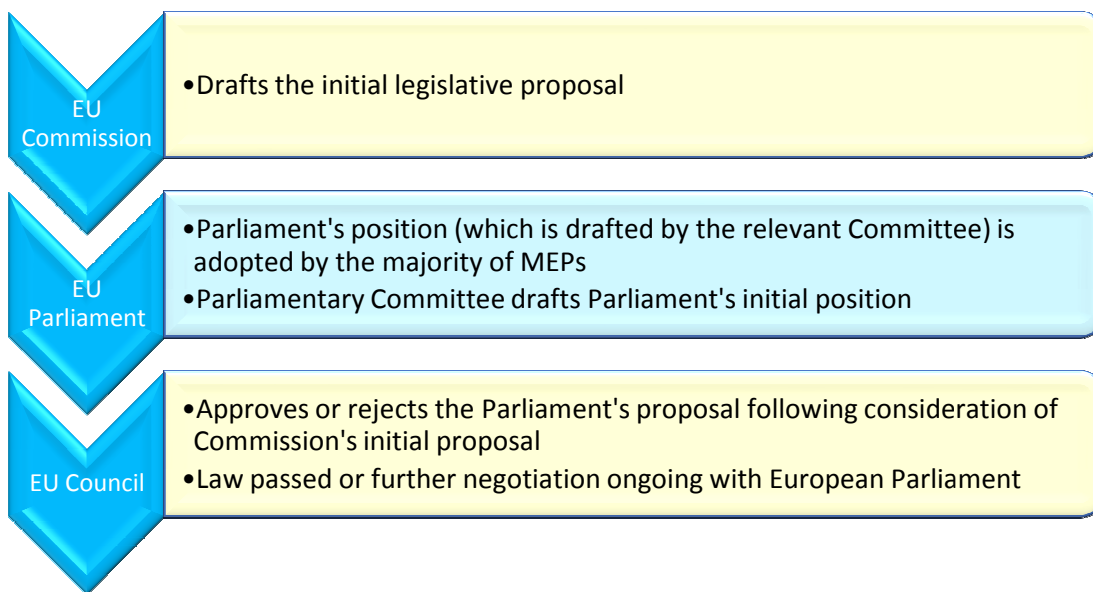 EU
Commission
•Drafts the initial legislative proposal
EU
Parliament
•Parliament's position (which is drafted by the relevant Committee) is
adopted by the majority of MEPs
•Parliamentary Committee drafts Parliament's initial position
EU Council
•Approves or rejects the Parliament's proposal following consideration of
Commission's initial proposal
•Law passed or further negotiation ongoing with European Parliament